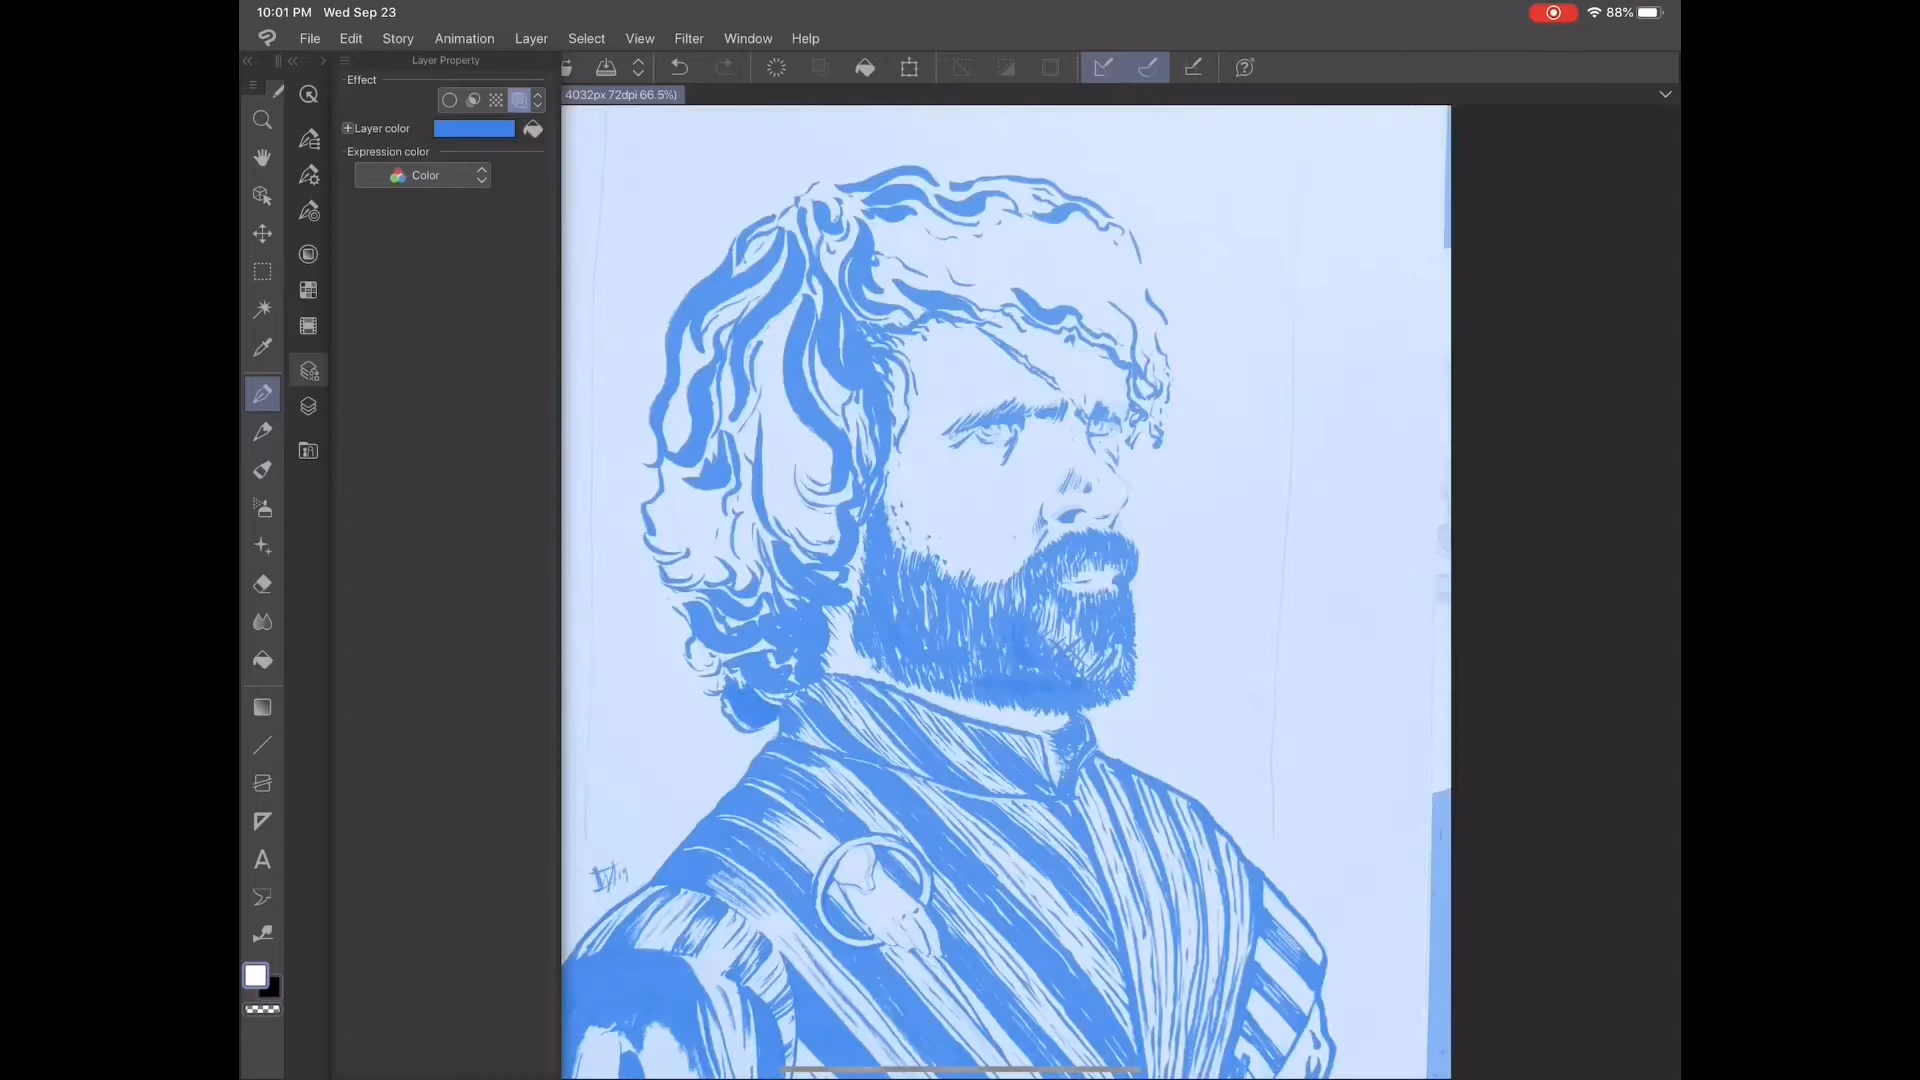 10:01 PM Wed Sep 23
88%
File Edit Story Animation Layer Select View Filter Window Help
Layer Property
Effect
4032px 72dpi 66.5%)
Layer color
Expression color
Color